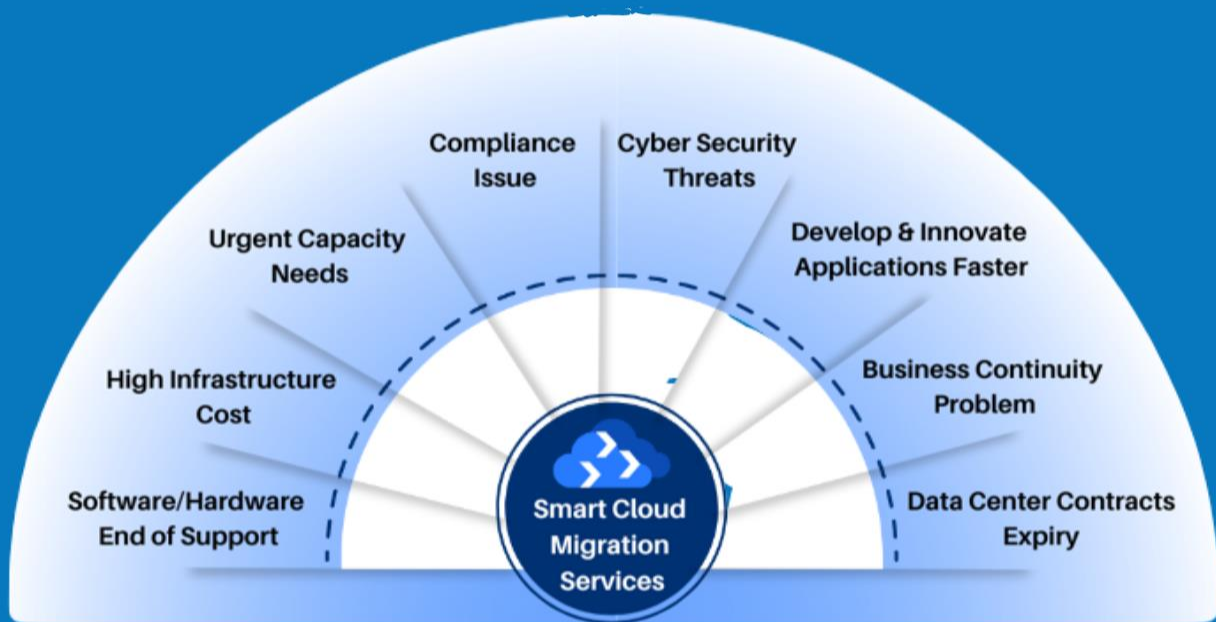 Compliance
Issue
Cyber Security
Threats
Urgent Capacity
Needs
Develop & Innovate
Applications Faster
High Infrastructure
Cost
Business Continuity
Problem
Software/Hardware
End of Support
Data Center Contracts
Expiry
Smart Cloud
Migration
Services